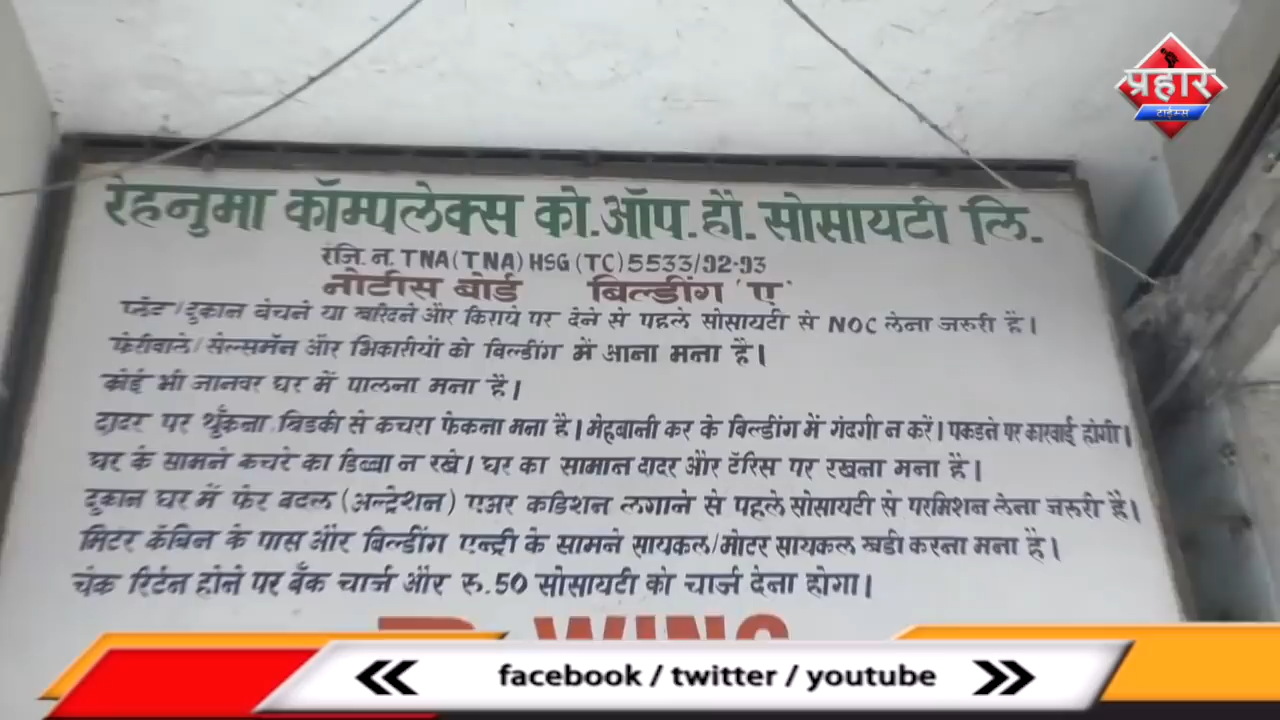 प्रहार
टाईम्स
रेहनुमा कॉम्पलेक्स को.ऑप.हौ. सोसायटी लि.
रजि. न. TNA(TNA) HSG (TC) 5533/92-93
नोटीस बोर्ड बिल्डींग 'ए'
फ्लॅट/दुकान बेचने या खरिदने और किराये पर देने से पहले सोसायटी से NOC लेना जरुरी है।
फेरीवाले/सेल्समॅन और भिकारीयों को बिल्डींग में आना मना है।
कोई भी जानवर घर में पालना मना है।
दादर पर थुँकना खिडकी से कचरा फेकना मना है। मेहबानी कर के बिल्डींग में गंदगी न करें। पकडने पर कारवाई होगी।
घर के सामने कचरे का डिब्बा न रखे। घर का सामान दादर और टॅरिस पर रखना मना है।
दुकान घर में फेर बदल (अल्ट्रेशन) एअर कंडिशन लगाने से पहले सोसायटी से परमिशन लेना जरुरी है।
मिटर कॅबिन के पास और बिल्डींग एन्ट्री के सामने सायकल/मोटर सायकल खडी करना मना है।
चेक रिर्टन होने पर बँक चार्ज और रु.50 सोसायटी को चार्ज देना होगा।
WING
facebook / twitter / youtube